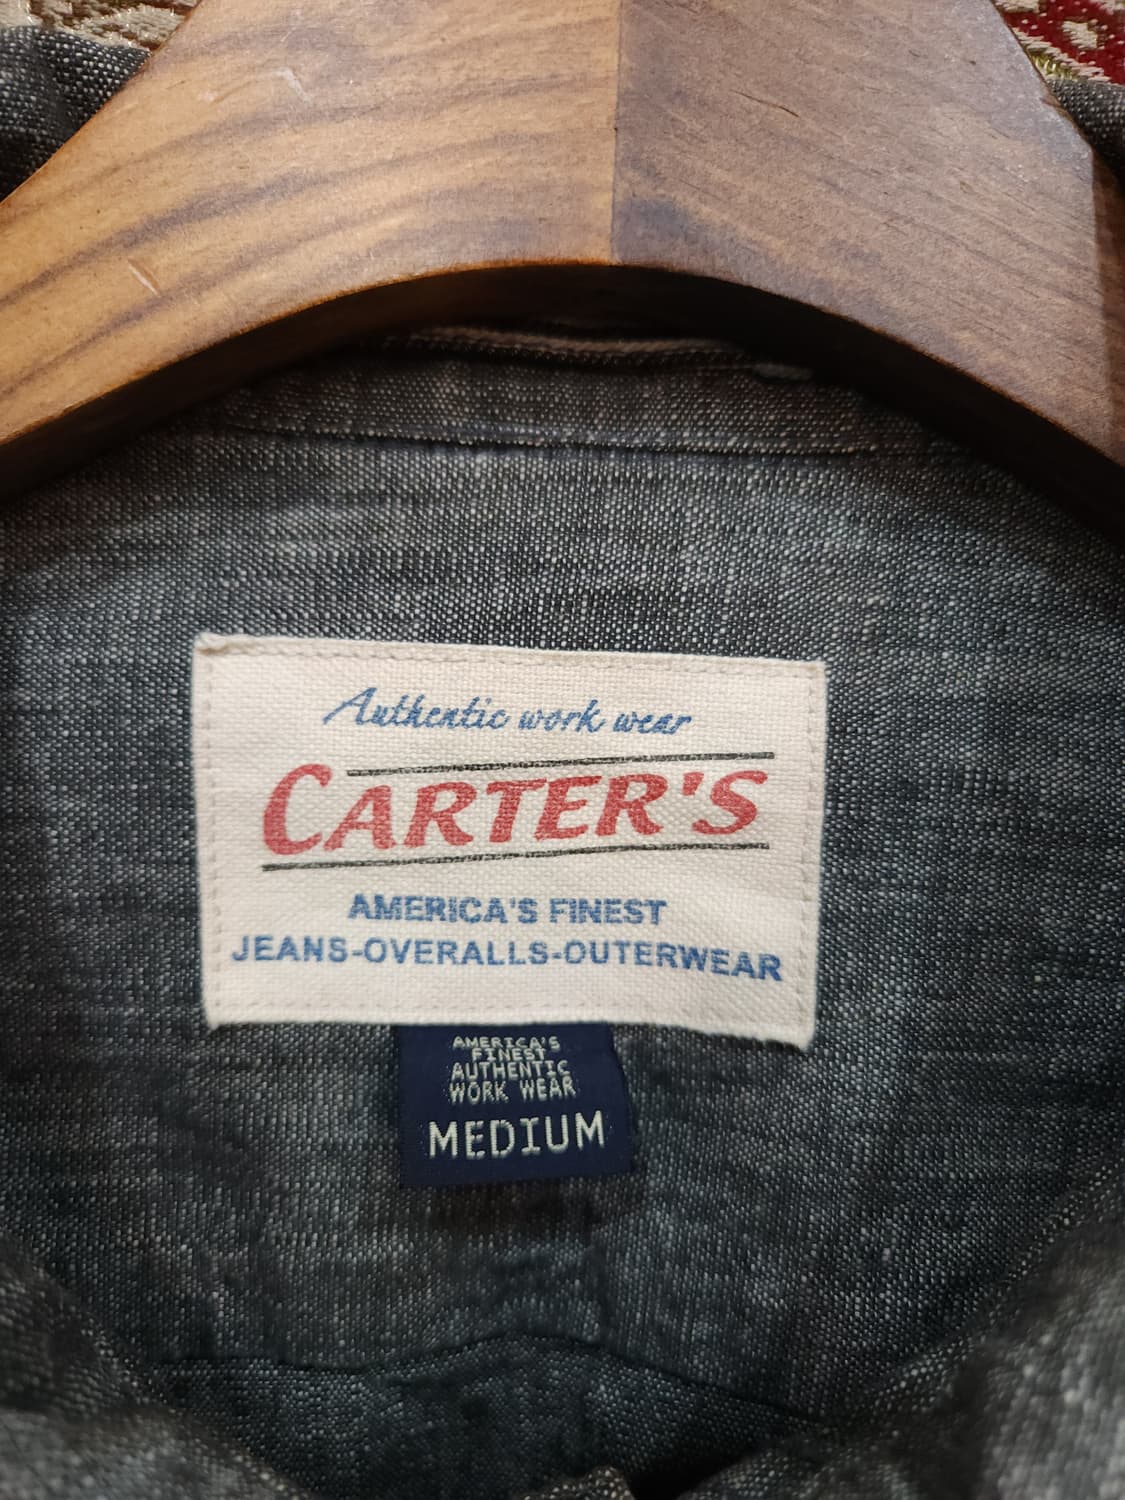 Authentic work wear
CARTER'S
AMERICA'S FINEST
JEANS-OVERALLS-OUTERWEAR
AMERICA'S
FINEST
AUTHENTIC
WORK WEAR
MEDIUM